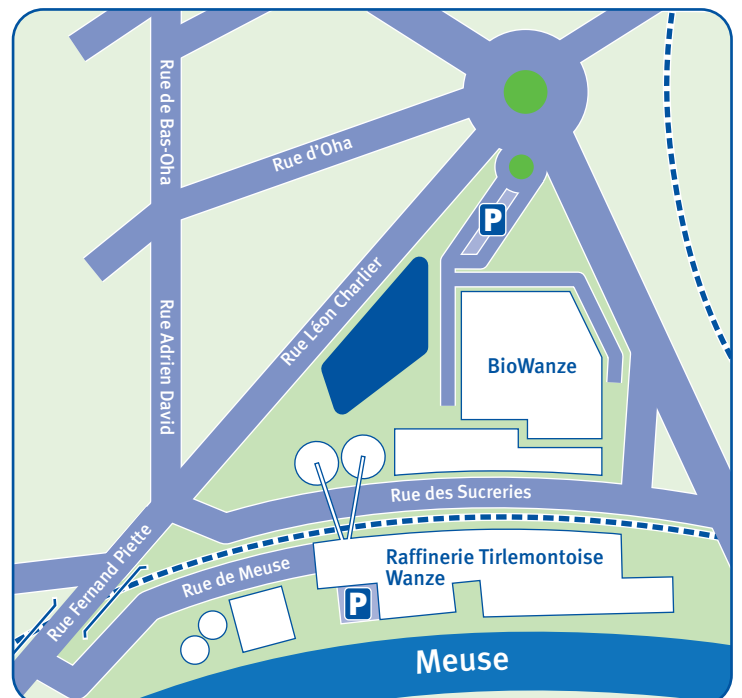 Rue de Bas-Oha
Rue d'Oha
P
Rue Léon Charlier
Rue Adrien David
BioWanze
Rue des Sucreries
Rue Fernand Piette
Rue de Meuse
Raffinerie Tirlemontoise
Wanze
P
Meuse